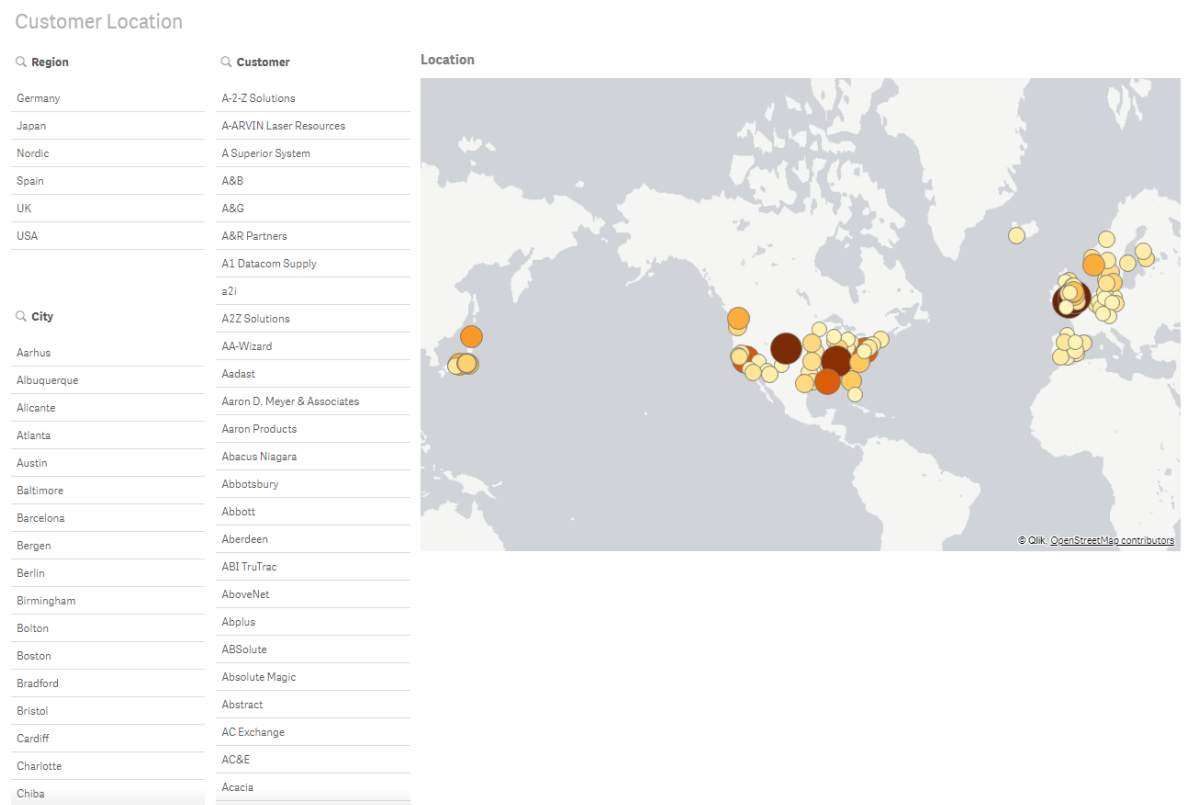 Customer Location
Region
Germany
Japan
Nordic
Spain
UK
USA
City
Aarhus
Albuquerque
Alicante
Atlanta
Austin
Baltimore
Barcelona
Bergen
Berlin
Birmingham
Bolton
Boston
Bradford
Bristol
Cardiff
Charlotte
Chiba
Customer
A-2-Z Solutions
A-ARVIN Laser Resources
A Superior System
A&B
A&G
A&R Partners
A1 Datacom Supply
a2i
A2Z Solutions
AA-Wizard
Aadast
Aaron D. Meyer & Associates
Aaron Products
Abacus Niagara
Abbotsbury
Abbott
Aberdeen
ABI TruTrac
AboveNet
Abplus
ABSolute
Absolute Magic
Abstract
AC Exchange
AC&E
Acacia
Location
© Qlik, OpenStreetMap contributors